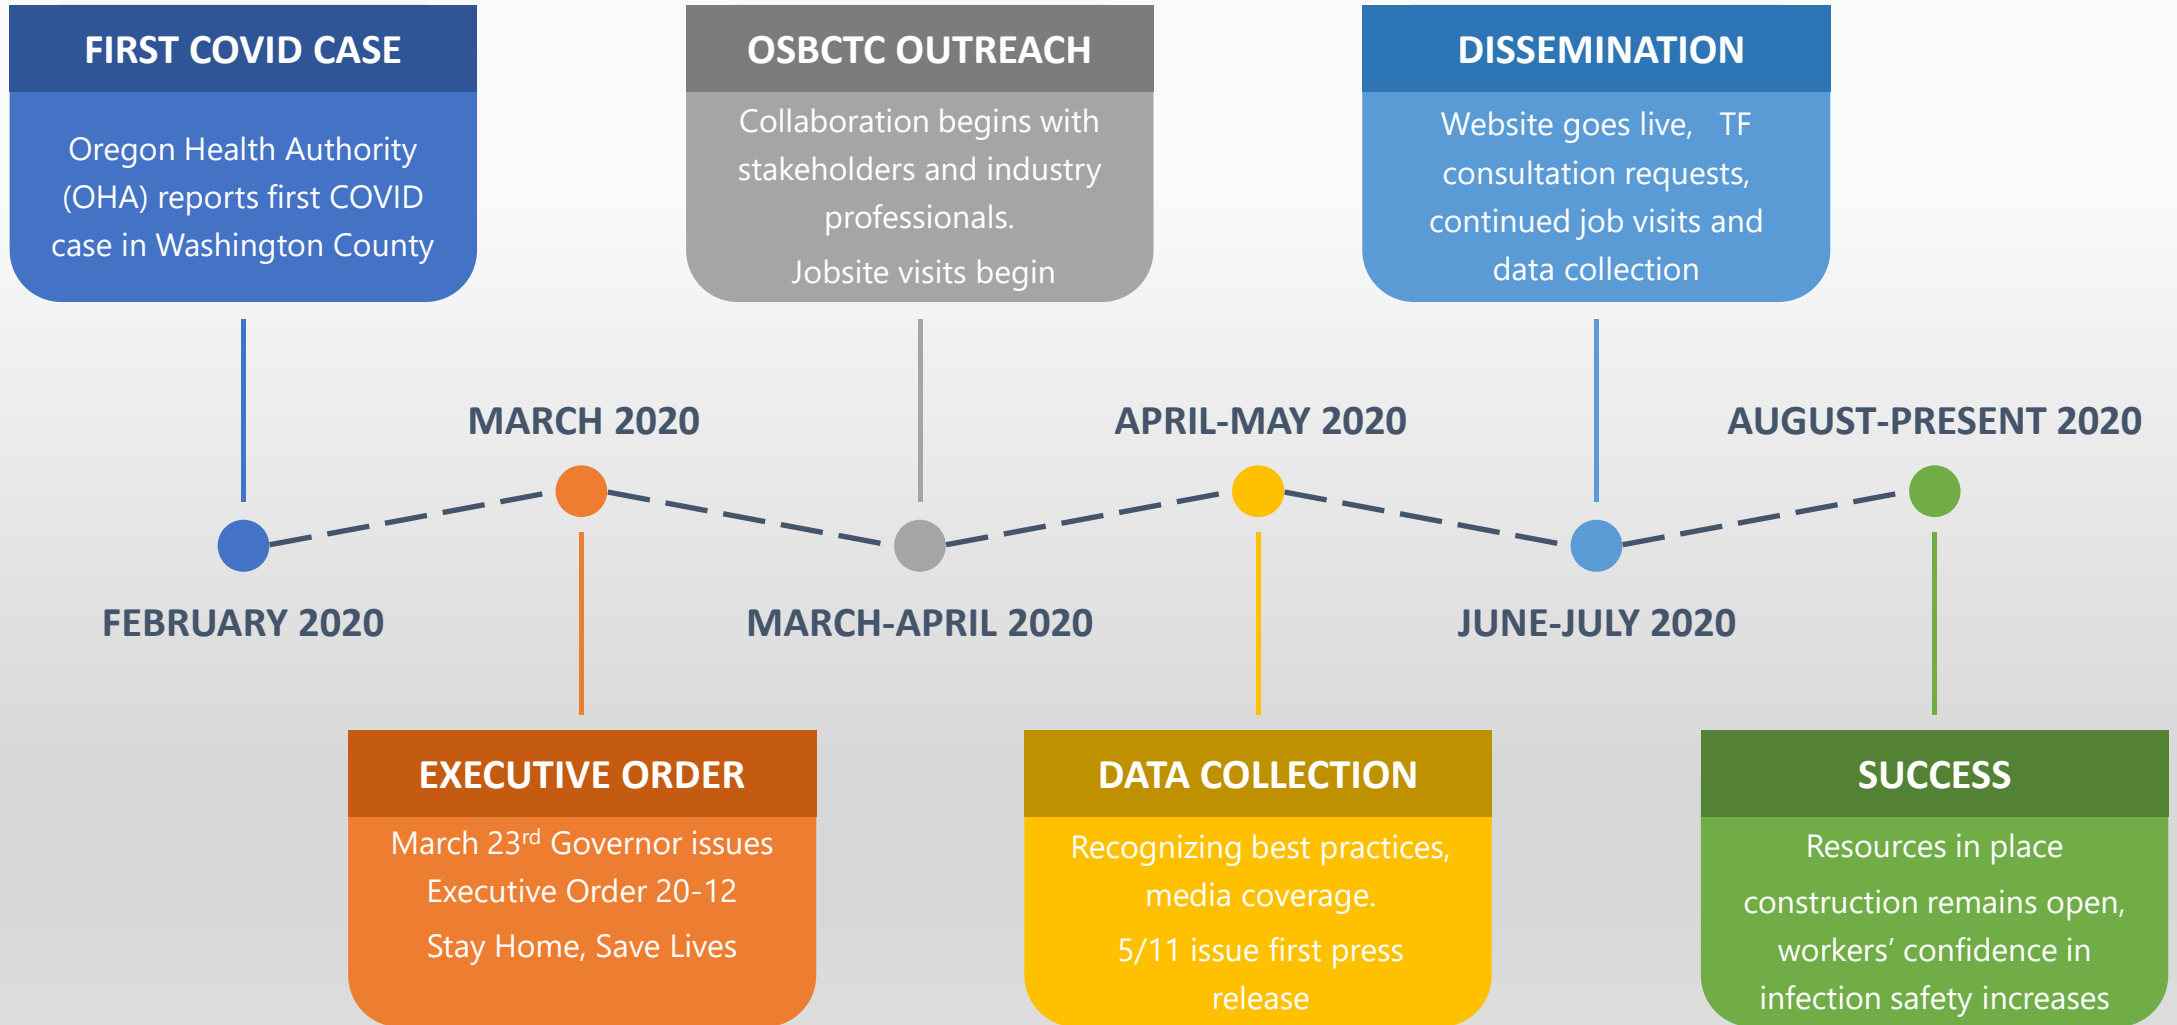 FIRST COVID CASE
Oregon Health Authority
(OHA) reports first COVID
case in Washington County
FEBRUARY 2020
MARCH 2020
EXECUTIVE ORDER
March 23rd Governor issues
Executive Order 20-12
Stay Home, Save Lives
OSBCTC OUTREACH
Collaboration begins with
stakeholders and industry
professionals.
Jobsite visits begin
MARCH-APRIL 2020
APRIL-MAY 2020
DATA COLLECTION
Recognizing best practices,
media coverage.
5/11 issue first press
release
DISSEMINATION
Website goes live, TF
consultation requests,
continued job visits and
data collection
JUNE-JULY 2020
AUGUST-PRESENT 2020
SUCCESS
Resources in place
construction remains open,
workers’ confidence in
infection safety increases